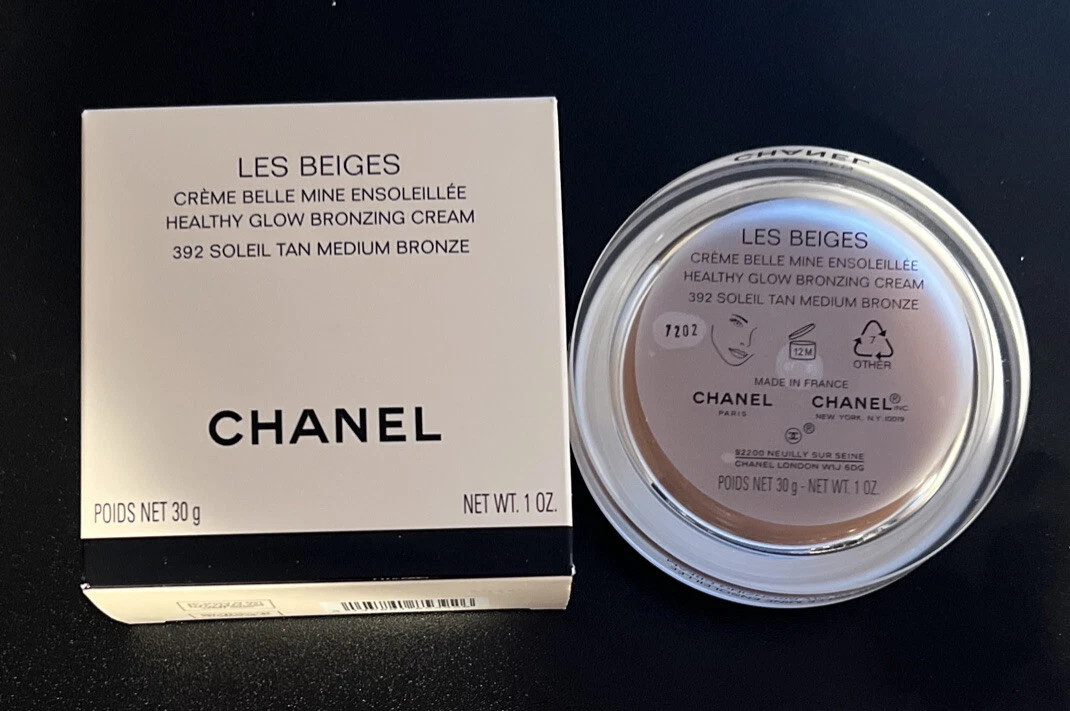 LES BEIGES
CRÈME BELLE MINE ENSOLEILLÉE
HEALTHY GLOW BRONZING CREAM
392 SOLEIL TAN MEDIUM BRONZE
CHANEL
POIDS NET 30 g
NET WT. 1 OZ.
CHANEL
LES BEIGES
CRÈME BELLE MINE ENSOLEILLÉE
HEALTHY GLOW BRONZING CREAM
392 SOLEIL TAN MEDIUM BRONZE
7202
12 M
7
OTHER
MADE IN FRANCE
CHANEL
PARIS
CHANEL® INC
NEW YORK, N.Y. 10019
®
92200 NEUILLY SUR SEINE
CHANEL LONDON W1J 6DG
POIDS NET 30 g - NET WT. 1 OZ.